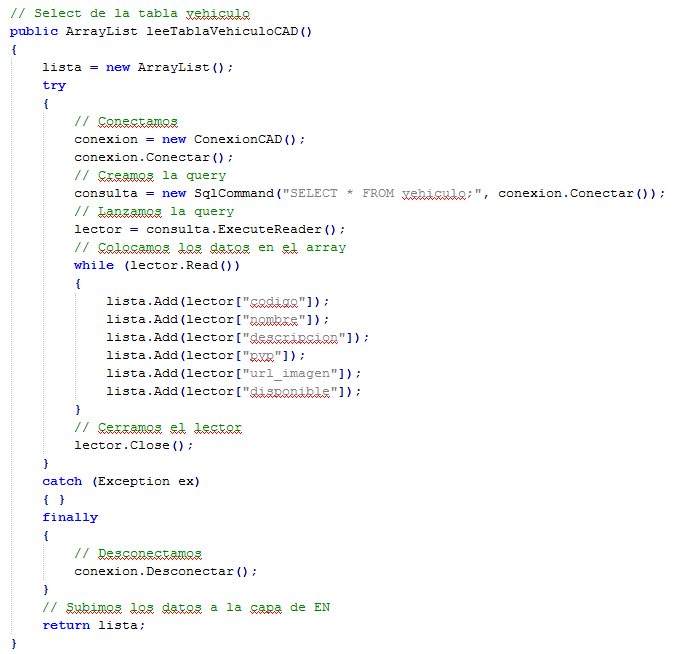 // Select de la tabla vehiculo
public ArrayList leeTablaVehiculoCAD()
{
    lista = new ArrayList();
    try
    {
        // Conectamos
        conexion = new ConexionCAD();
        conexion.Conectar();
        // Creamos la query
        consulta = new SqlCommand("SELECT * FROM vehiculo;", conexion.Conectar());
        // Lanzamos la query
        lector = consulta.ExecuteReader();
        // Colocamos los datos en el array
        while (lector.Read())
        {
            lista.Add(lector["codigo"]);
            lista.Add(lector["nombre"]);
            lista.Add(lector["descripcion"]);
            lista.Add(lector["pvp"]);
            lista.Add(lector["url_imagen"]);
            lista.Add(lector["disponible"]);
        }
        // Cerramos el lector
        lector.Close();
    }
    catch (Exception ex)
    { }
    finally
    {
        // Desconectamos
        conexion.Desconectar();
    }
    // Subimos los datos a la capa de EN
    return lista;
}